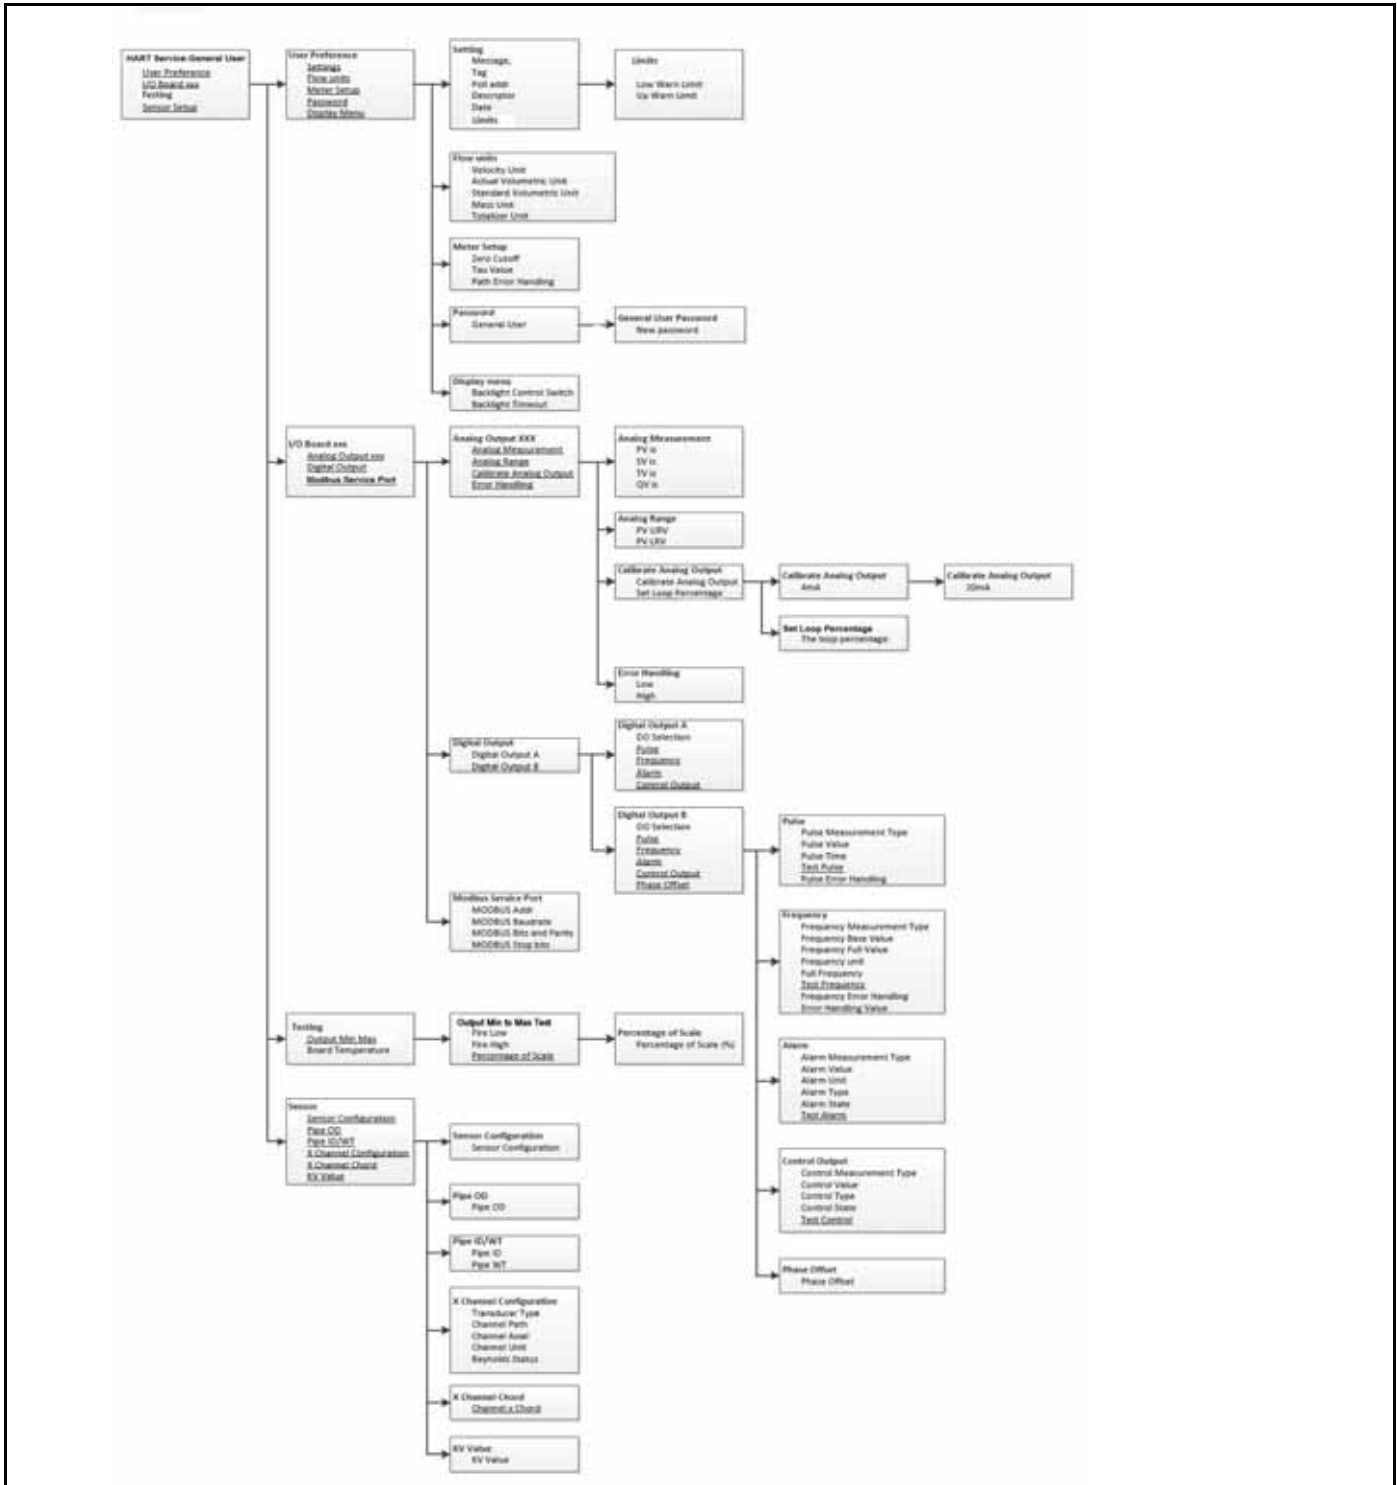 HART Service General User
User Preference
I/O Board xxx
Testing
Sensor Setup
User Preference
Settings
Flow units
Meter Setup
Password
Display Menu
Setting
Message,
Tag
Poll addr
Descriptor
Date
Limits
Limits
Low Warn Limit
Up Warn Limit
Flow units
Velocity Unit
Actual Volumetric Unit
Standard Volumetric Unit
Mass Unit
Totalizer Unit
Meter Setup
Zero Cutoff
Tau Value
Path Error Handling
Password
General User
General User Password
New password
Display menu
Backlight Control Switch
Backlight Timeout
I/O Board xxx
Analog Output xxx
Digital Output
Modbus Service Port
Analog Output XXX
Analog Measurement
Analog Range
Calibrate Analog Output
Error Handling
Analog Measurement
PV is
SV is
TV is
QV is
Analog Range
PV URV
PV LRV
Calibrate Analog Output
Calibrate Analog Output
Set Loop Percentage
Calibrate Analog Output
4mA
Calibrate Analog Output
20mA
Set Loop Percentage
The loop percentage
Error Handling
Low
High
Digital Output
Digital Output A
Digital Output B
Digital Output A
DO Selection
Pulse
Frequency
Alarm
Control Output
Digital Output B
DO Selection
Pulse
Frequency
Alarm
Control Output
Phase Offset
Pulse
Pulse Measurement Type
Pulse Value
Pulse Time
Test Pulse
Pulse Error Handling
Frequency
Frequency Measurement Type
Frequency Base Value
Frequency Full Value
Frequency unit
Full Frequency
Test Frequency
Frequency Error Handling
Error Handling Value
Alarm
Alarm Measurement Type
Alarm Value
Alarm Unit
Alarm Type
Alarm State
Test Alarm
Control Output
Control Measurement Type
Control Value
Control Type
Control State
Test Control
Phase Offset
Phase Offset
Modbus Service Port
MODBUS Addr
MODBUS Baudrate
MODBUS Bits and Parity
MODBUS Stop bits
Testing
Output Min Max
Board Temperature
Output Min to Max Test
Fire Low
Fire High
Percentage of Scale
Percentage of Scale
Percentage of Scale (%)
Sensor
Sensor Configuration
Pipe OD
Pipe ID/WT
X Channel Configuration
X Channel Chord
KV Value
Sensor Configuration
Sensor Configuration
Pipe OD
Pipe OD
Pipe ID/WT
Pipe ID
Pipe WT
X Channel Configuration
Transducer Type
Channel Path
Channel Axial
Channel Unit
Reynolds Status
X Channel Chord
Channel x Chord
KV Value
KV Value